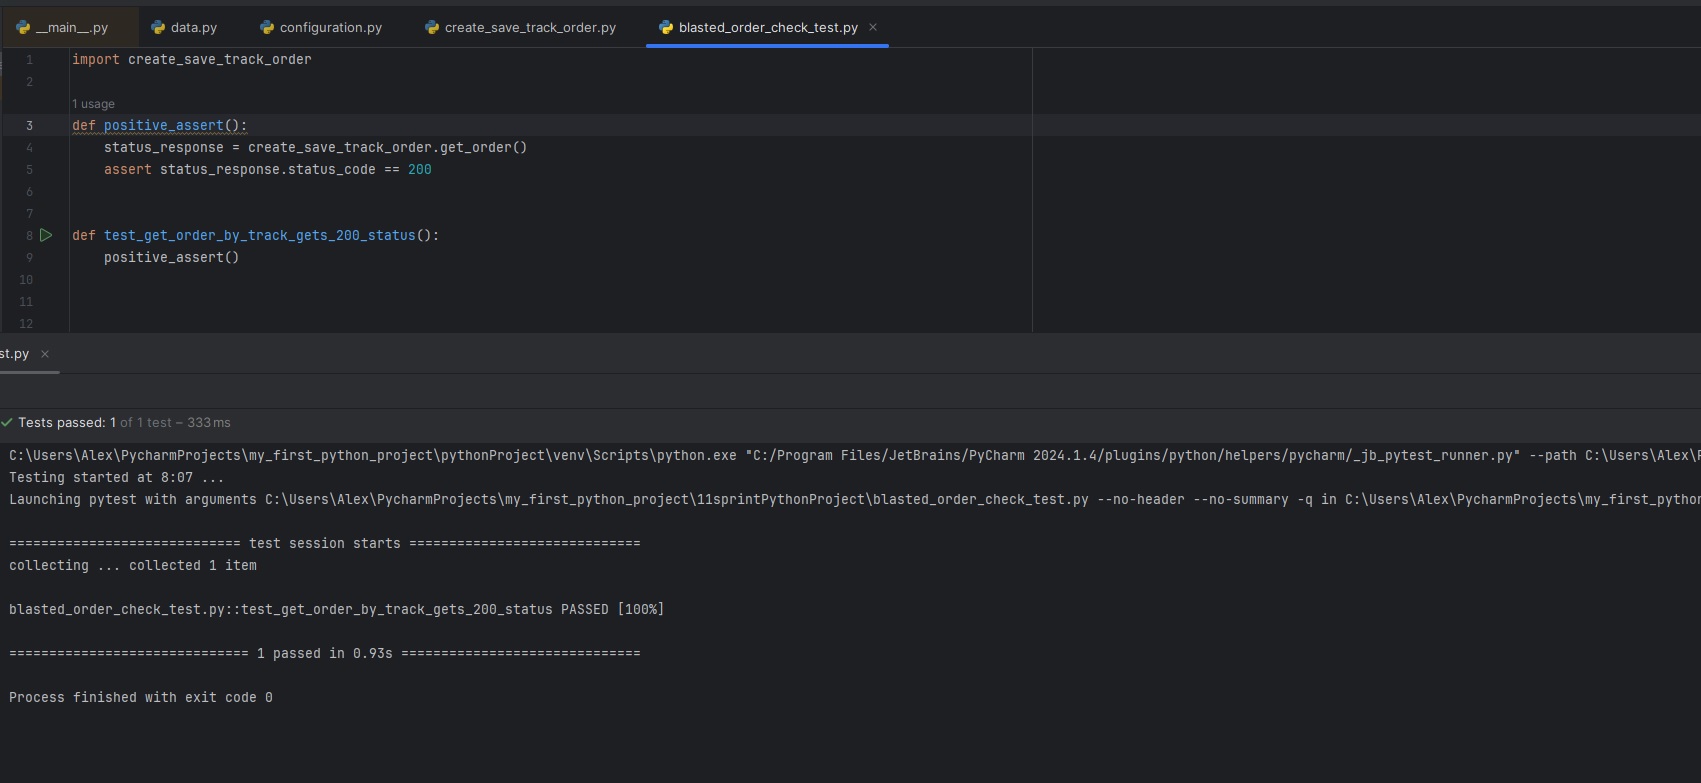 __main__.py data.py configuration.py create_save_track_order.py blasted_order_check_test.py
1 import create_save_track_order
2
1 usage
3 def positive_assert():
4 status_response = create_save_track_order.get_order()
5 assert status_response.status_code == 200
6
7
8 def test_get_order_by_track_gets_200_status():
9 positive_assert()
10
11
12
st.py
Tests passed: 1 of 1 test – 333 ms
C:\Users\Alex\PycharmProjects\my_first_python_project\pythonProject\venv\Scripts\python.exe "C:/Program Files/JetBrains/PyCharm 2024.1.4/plugins/python/helpers/pycharm/_jb_pytest_runner.py" --path C:\Users\Alex\P
Testing started at 8:07 ...
Launching pytest with arguments C:\Users\Alex\PycharmProjects\my_first_python_project\11sprintPythonProject\blasted_order_check_test.py --no-header --no-summary -q in C:\Users\Alex\PycharmProjects\my_first_python
============================= test session starts =============================
collecting ... collected 1 item
blasted_order_check_test.py::test_get_order_by_track_gets_200_status PASSED [100%]
============================== 1 passed in 0.93s ==============================
Process finished with exit code 0